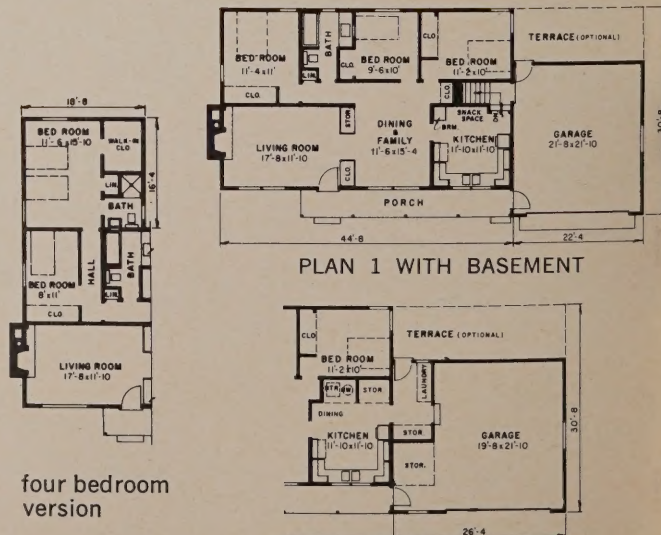 18'-8
BED ROOM
11'-6x15'-10
WALK-IN
CLO
LIN.
BATH
16'-4
BED ROOM
8'x11'
CLO.
HALL
LIN.
BATH
LIVING ROOM
17'-8x11'-10
four bedroom
version
BED ROOM
11'-4x11'
CLO.
LIN.
BATH
CLO.
BED ROOM
9'-6x10'
CLO.
BED ROOM
11'-2x10'
TERRACE (OPTIONAL)
LIVING ROOM
17'-8x11'-10
STOR
CLO.
DINING
&
FAMILY
11'-6x15'-4
CLO
SNACK
SPACE
DN.
BRM.
KITCHEN
11'-10x11'-10
GARAGE
21'-8x21'-10
PORCH
44'-8
22'-4
PLAN 1 WITH BASEMENT
CLO
BED ROOM
11'-2x10'
TERRACE (OPTIONAL)
STOR.
DINING
KITCHEN
11'-10x11'-10
LAUNDRY
STOR
STOR.
GARAGE
19'-8x21'-10
30'-8
26'-4